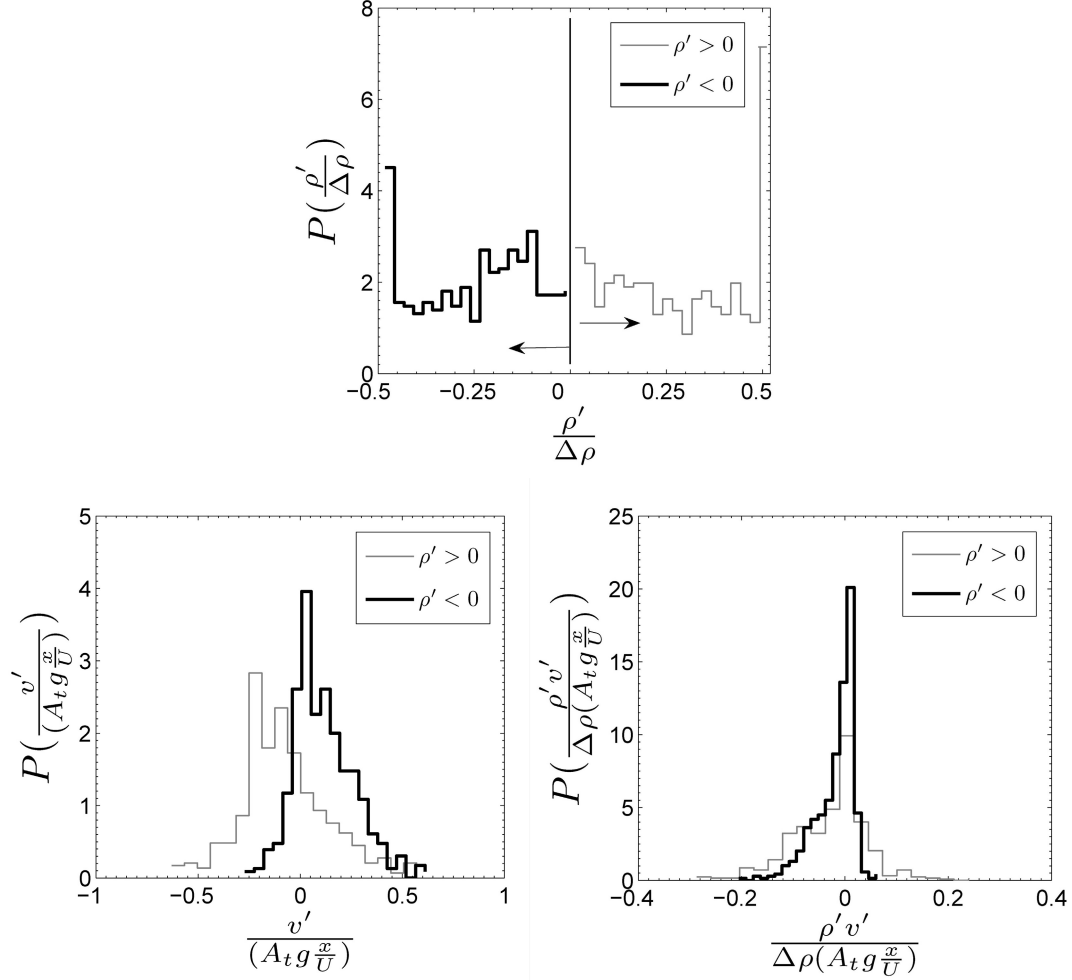 8
6
4
2
0
P(ρ′/Δρ)
ρ′ > 0
ρ′ < 0
−0.5 −0.25 0 0.25 0.5
ρ′/Δρ
5
4
3
2
1
0
P(v′/(A_t g x/U))
ρ′ > 0
ρ′ < 0
−1 −0.5 0 0.5 1
v′/(A_t g x/U)
25
20
15
10
5
0
P(ρ′v′/Δρ(A_t g x/U))
ρ′ > 0
ρ′ < 0
−0.4 −0.2 0 0.2 0.4
ρ′v′/Δρ(A_t g x/U)